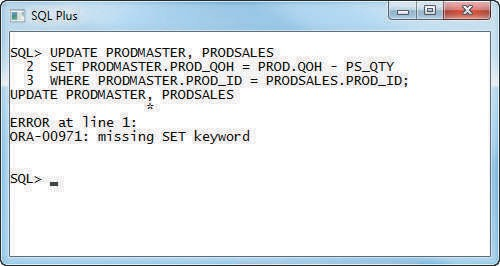 SQL Plus
SQL> UPDATE PRODMASTER, PRODSALES
2 SET PRODMASTER.PROD_QOH = PROD.QOH - PS_QTY
3 WHERE PRODMASTER.PROD_ID = PRODSALES.PROD_ID;
UPDATE PRODMASTER, PRODSALES
*
ERROR at line 1:
ORA-00971: missing SET keyword
SQL> _